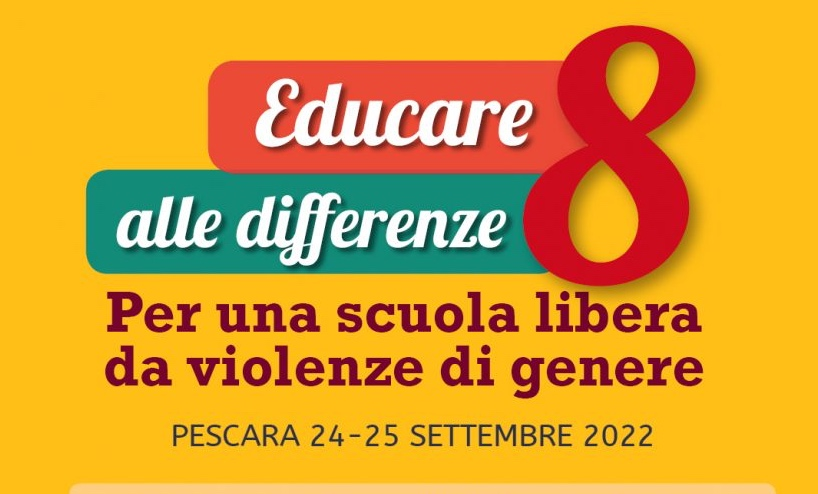 Educare
alle differenze
8
Per una scuola libera
da violenze di genere
PESCARA 24-25 SETTEMBRE 2022